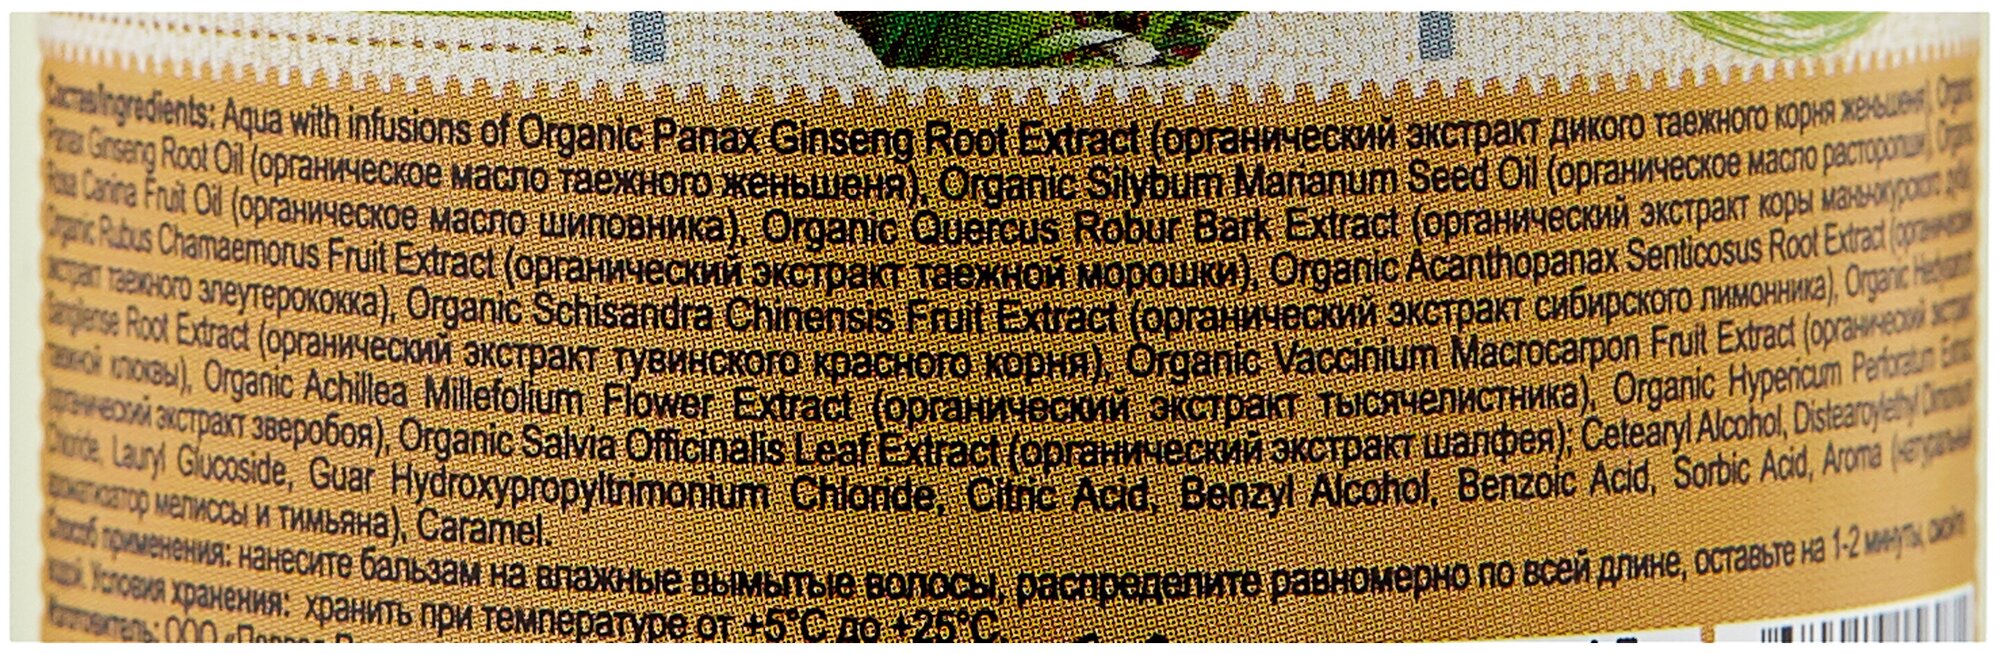 Состав/Ingredients: Aqua with infusions of Organic Panax Ginseng Root Extract (органический экстракт дикого таежного корня женьшеня), Organic
Panax Ginseng Root Oil (органическое масло таежного женьшеня), Organic Silybum Marianum Seed Oil (органическое масло расторопши), Organic
Rosa Canina Fruit Oil (органическое масло шиповника), Organic Quercus Robur Bark Extract (органический экстракт коры маньчжурского дуба),
Organic Rubus Chamaemorus Fruit Extract (органический экстракт таежной морошки), Organic Acanthopanax Senticosus Root Extract (органический
экстракт таежного элеутерококка), Organic Schisandra Chinensis Fruit Extract (органический экстракт сибирского лимонника), Organic Hedysarum
Root Extract (органический экстракт тувинского красного корня), Organic Vaccinium Macrocarpon Fruit Extract (органический экстракт
таежной клюквы), Organic Achillea Millefolium Flower Extract (органический экстракт тысячелистника), Organic Hypericum Perforatum Extract
(органический экстракт зверобоя), Organic Salvia Officinalis Leaf Extract (органический экстракт шалфея); Cetearyl Alcohol, Distearoylethyl Dimonium
Chloride, Lauryl Glucoside, Guar Hydroxypropyltrimonium Chloride, Citric Acid, Benzyl Alcohol, Benzoic Acid, Sorbic Acid, Aroma (натуральный
ароматизатор мелиссы и тимьяна), Caramel.
Способ применения: нанесите бальзам на влажные вымытые волосы, распределите равномерно по всей длине, оставьте на 1-2 минуты, смойте
водой. Условия хранения: хранить при температуре от +5°С до +25°С.
Изготовитель: ООО «Первое